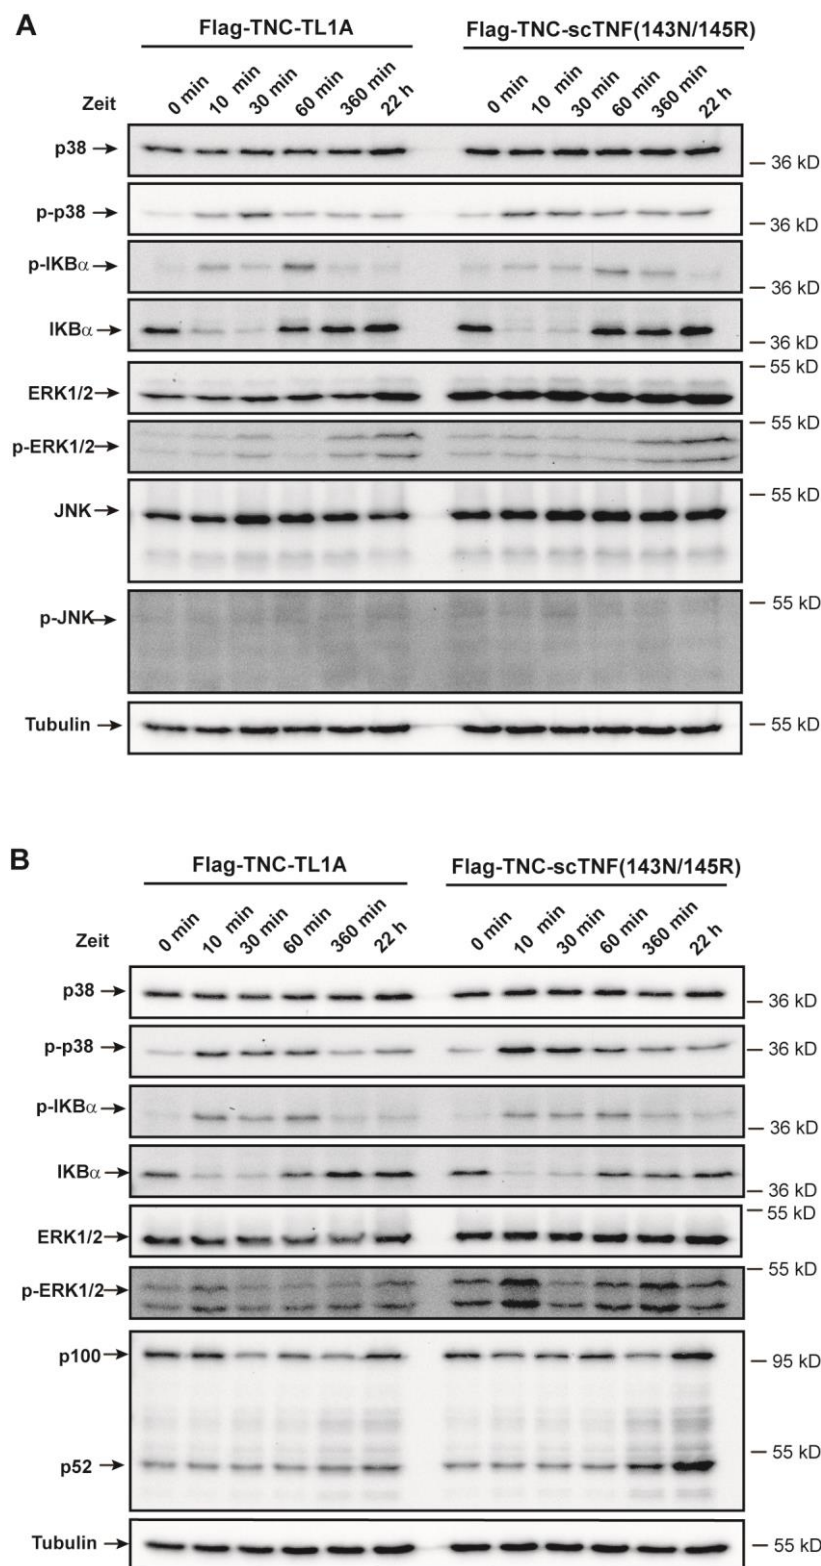 A
Flag-TNC-TL1A Flag-TNC-scTNF(143N/145R)
Zeit 0 min 10 min 30 min 60 min 360 min 22 h 0 min 10 min 30 min 60 min 360 min 22 h
p38 36 kD
p-p38 36 kD
p-IKBα 36 kD
IKBα 36 kD
55 kD
ERK1/2
55 kD
p-ERK1/2
55 kD
JNK
55 kD
p-JNK
Tubulin 55 kD
B
Flag-TNC-TL1A Flag-TNC-scTNF(143N/145R)
Zeit 0 min 10 min 30 min 60 min 360 min 22 h 0 min 10 min 30 min 60 min 360 min 22 h
p38 36 kD
p-p38 36 kD
p-IKBα 36 kD
IKBα 36 kD
55 kD
ERK1/2
55 kD
p-ERK1/2
p100 95 kD
55 kD
p52
Tubulin 55 kD